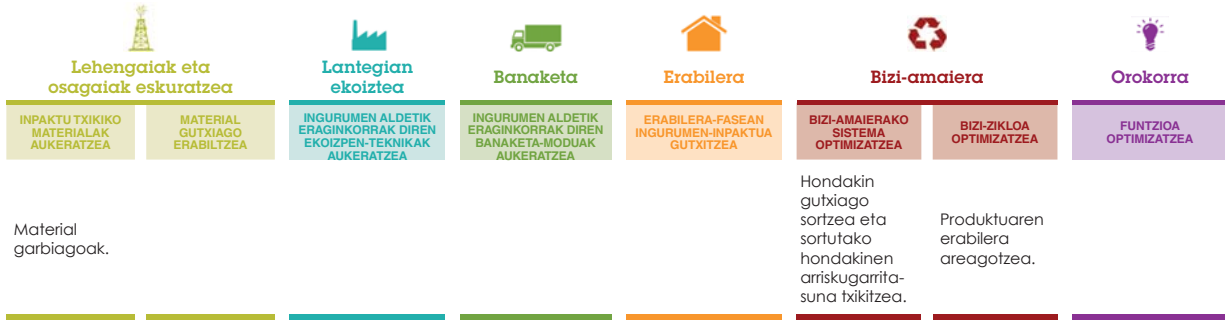 Lehengaiak eta
osagaiak eskuratzea
Lantegian
ekoiztea
Banaketa
Erabilera
Bizi-amaiera
Orokorra
INPAKTU TXIKIKO
MATERIALAK
AUKERATZEA
MATERIAL
GUTXIAGO
ERABILTZEA
INGURUMEN ALDETIK
ERAGINKORRAK DIREN
EKOIZPEN-TEKNIKAK
AUKERATZEA
INGURUMEN ALDETIK
ERAGINKORRAK DIREN
BANAKETA-MODUAK
AUKERATZEA
ERABILERA-FASEAN
INGURUMEN-INPAKTUA
GUTXITZEA
BIZI-AMAIERAKO
SISTEMA
OPTIMIZATZEA
BIZI-ZIKLOA
OPTIMIZATZEA
FUNTZIOA
OPTIMIZATZEA
Material
garbiagoak.
Hondakin
gutxiago
sortzea eta
sortutako
hondakinen
arriskugarrita-
suna txikitzea.
Produktuaren
erabilera
areagotzea.